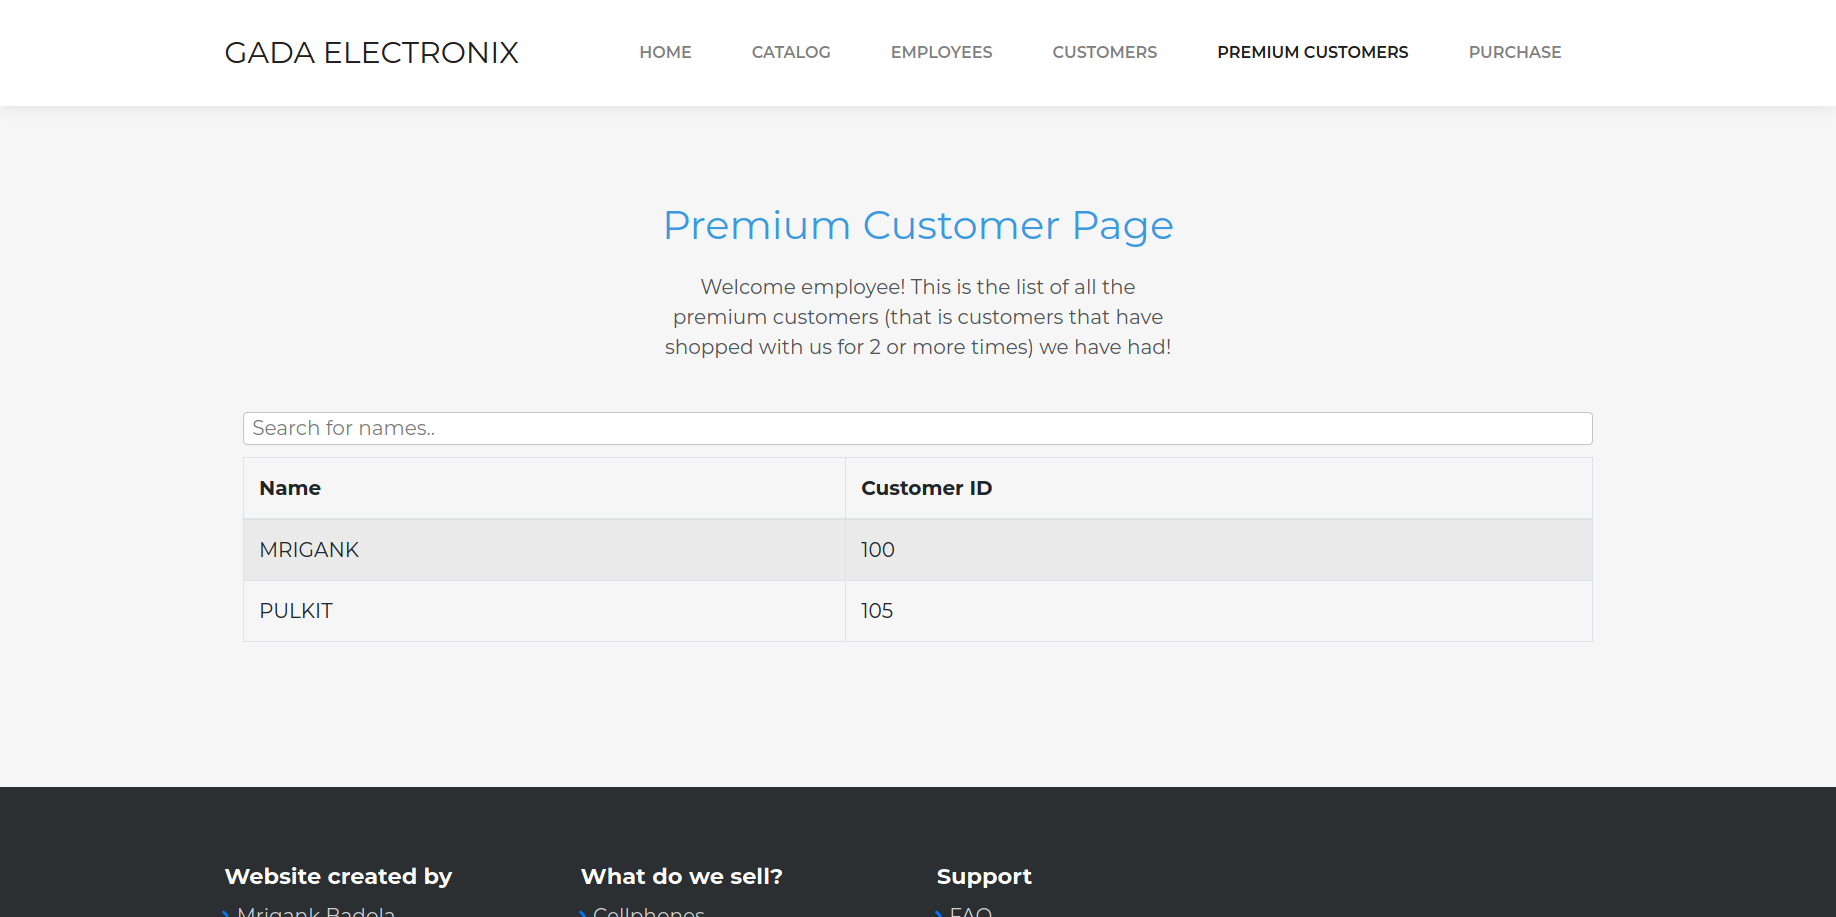 GADA ELECTRONIX HOME CATALOG EMPLOYEES CUSTOMERS PREMIUM CUSTOMERS PURCHASE
Premium Customer Page
Welcome employee! This is the list of all the
premium customers (that is customers that have
shopped with us for 2 or more times) we have had!
Search for names..
Name Customer ID
MRIGANK 100
PULKIT 105
Website created by What do we sell? Support
Mrigank Badola Cellphones FAQ